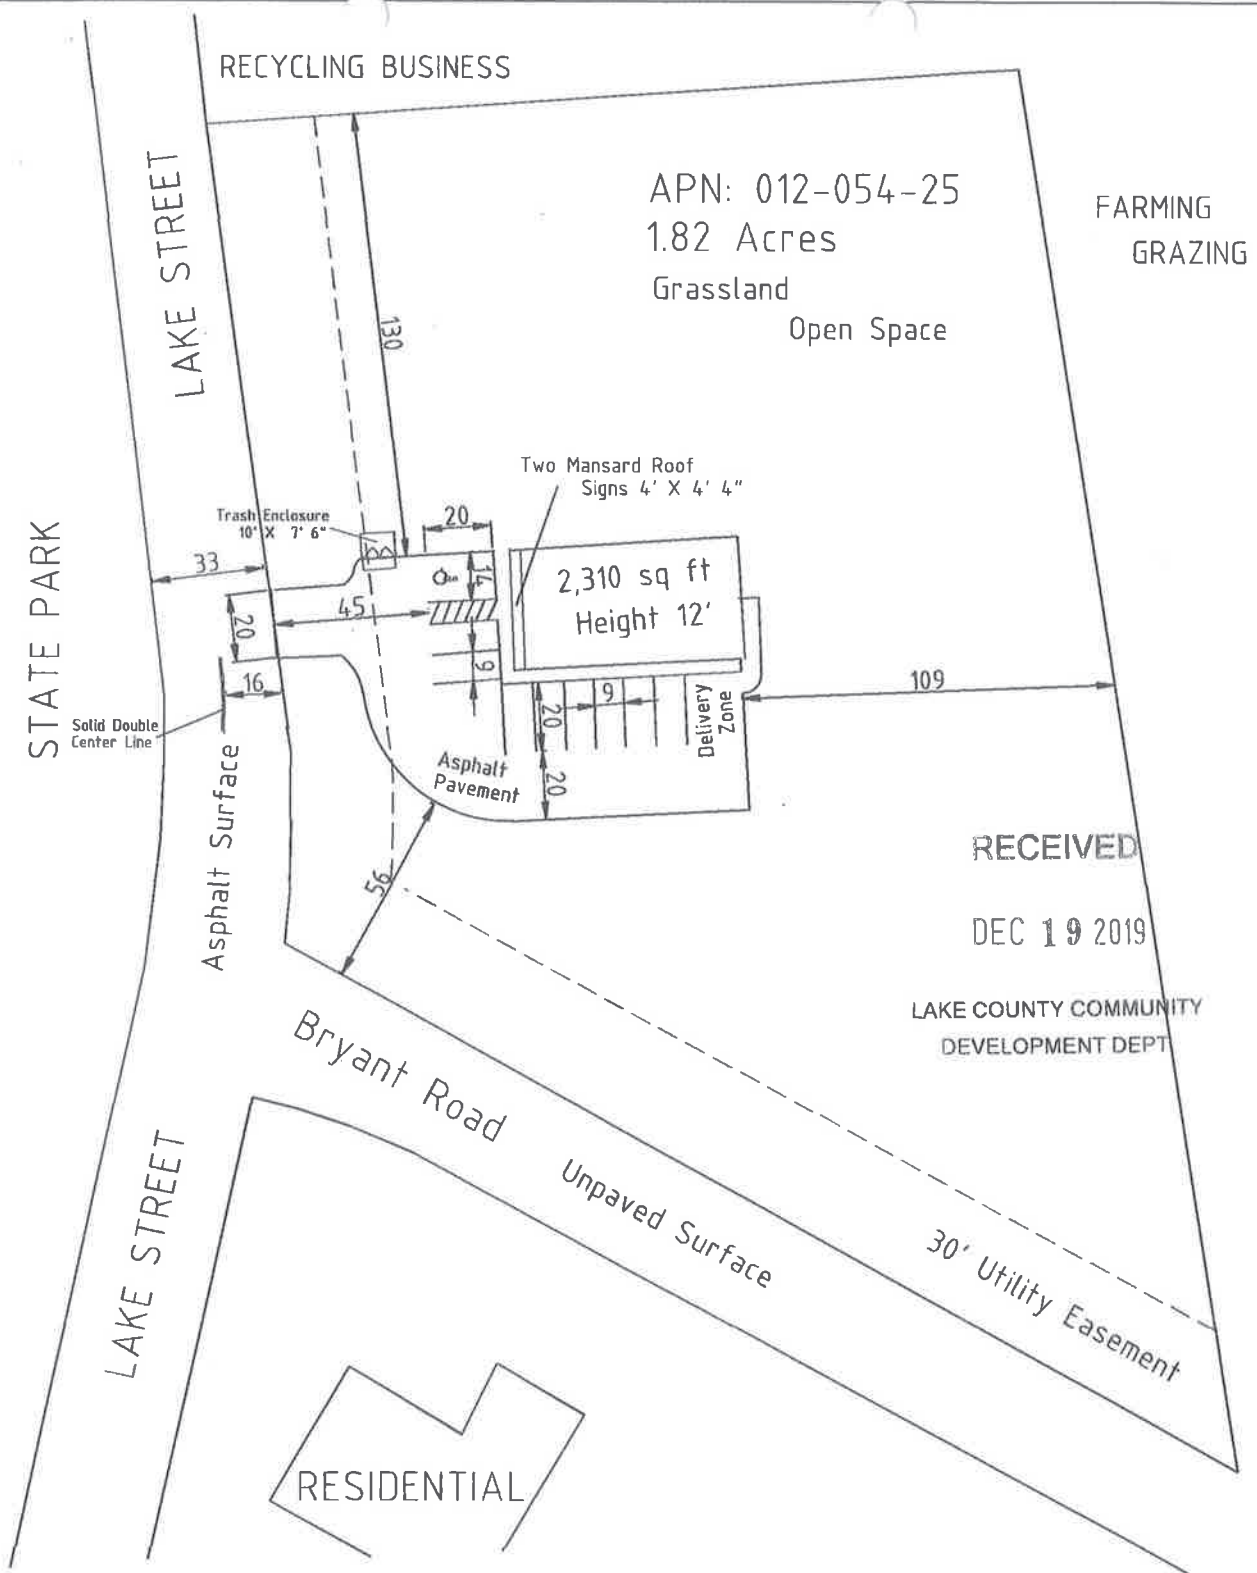 RECYCLING BUSINESS
LAKE STREET
APN: 012-054-25
1.82 Acres
Grassland
Open Space
FARMING
GRAZING
130
Two Mansard Roof
Signs 4' X 4' 4"
Trash Enclosure
10' X 7' 6"
20
33
14
2,310 sq ft
Height 12'
STATE PARK
45
20
9
16
109
9
20
Delivery
Zone
Solid Double
Center Line
Asphalt
Pavement
20
Asphalt Surface
RECEIVED
56
DEC 19 2019
LAKE COUNTY COMMUNITY
DEVELOPMENT DEPT
Bryant Road
Unpaved Surface
LAKE STREET
30' Utility Easement
RESIDENTIAL